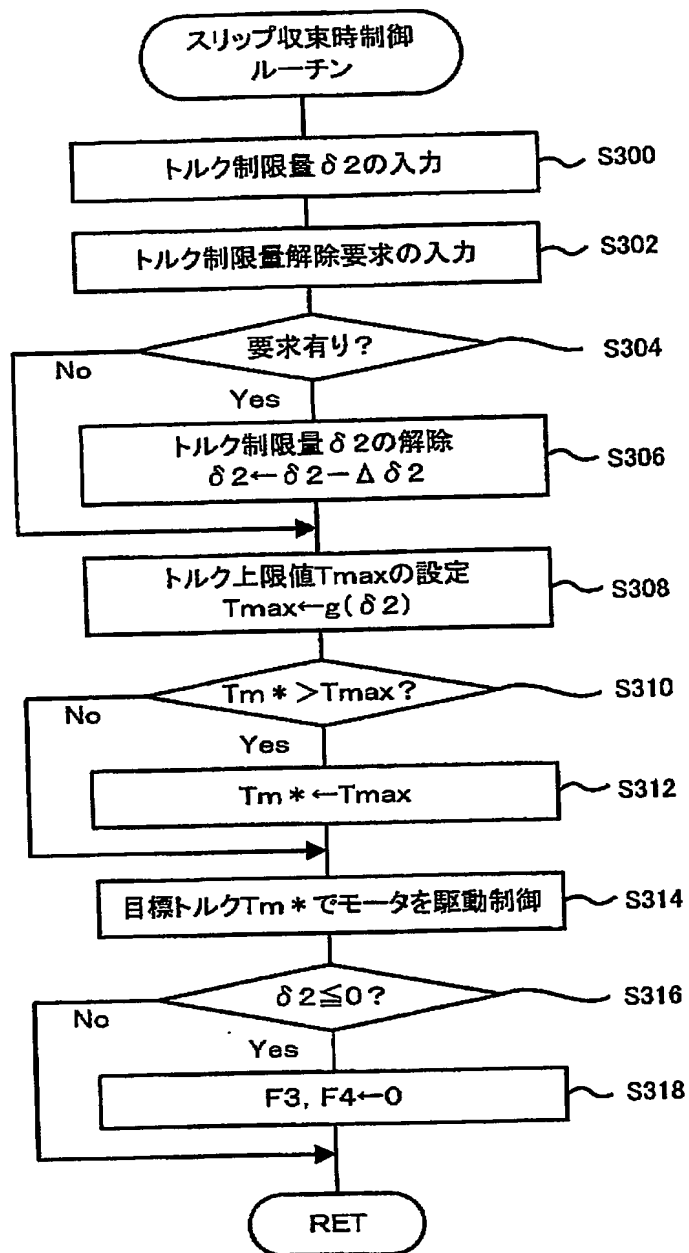 スリップ収束時制御
ルーチン
トルク制限量δ2の入力
S300
トルク制限量解除要求の入力
S302
要求有り?
S304
No
Yes
トルク制限量δ2の解除
δ2←δ2−Δδ2
S306
トルク上限値Tmaxの設定
Tmax←g(δ2)
S308
Tm*>Tmax?
S310
No
Yes
Tm*←Tmax
S312
目標トルクTm*でモータを駆動制御
S314
δ2≦0?
S316
No
Yes
F3, F4←0
S318
RET